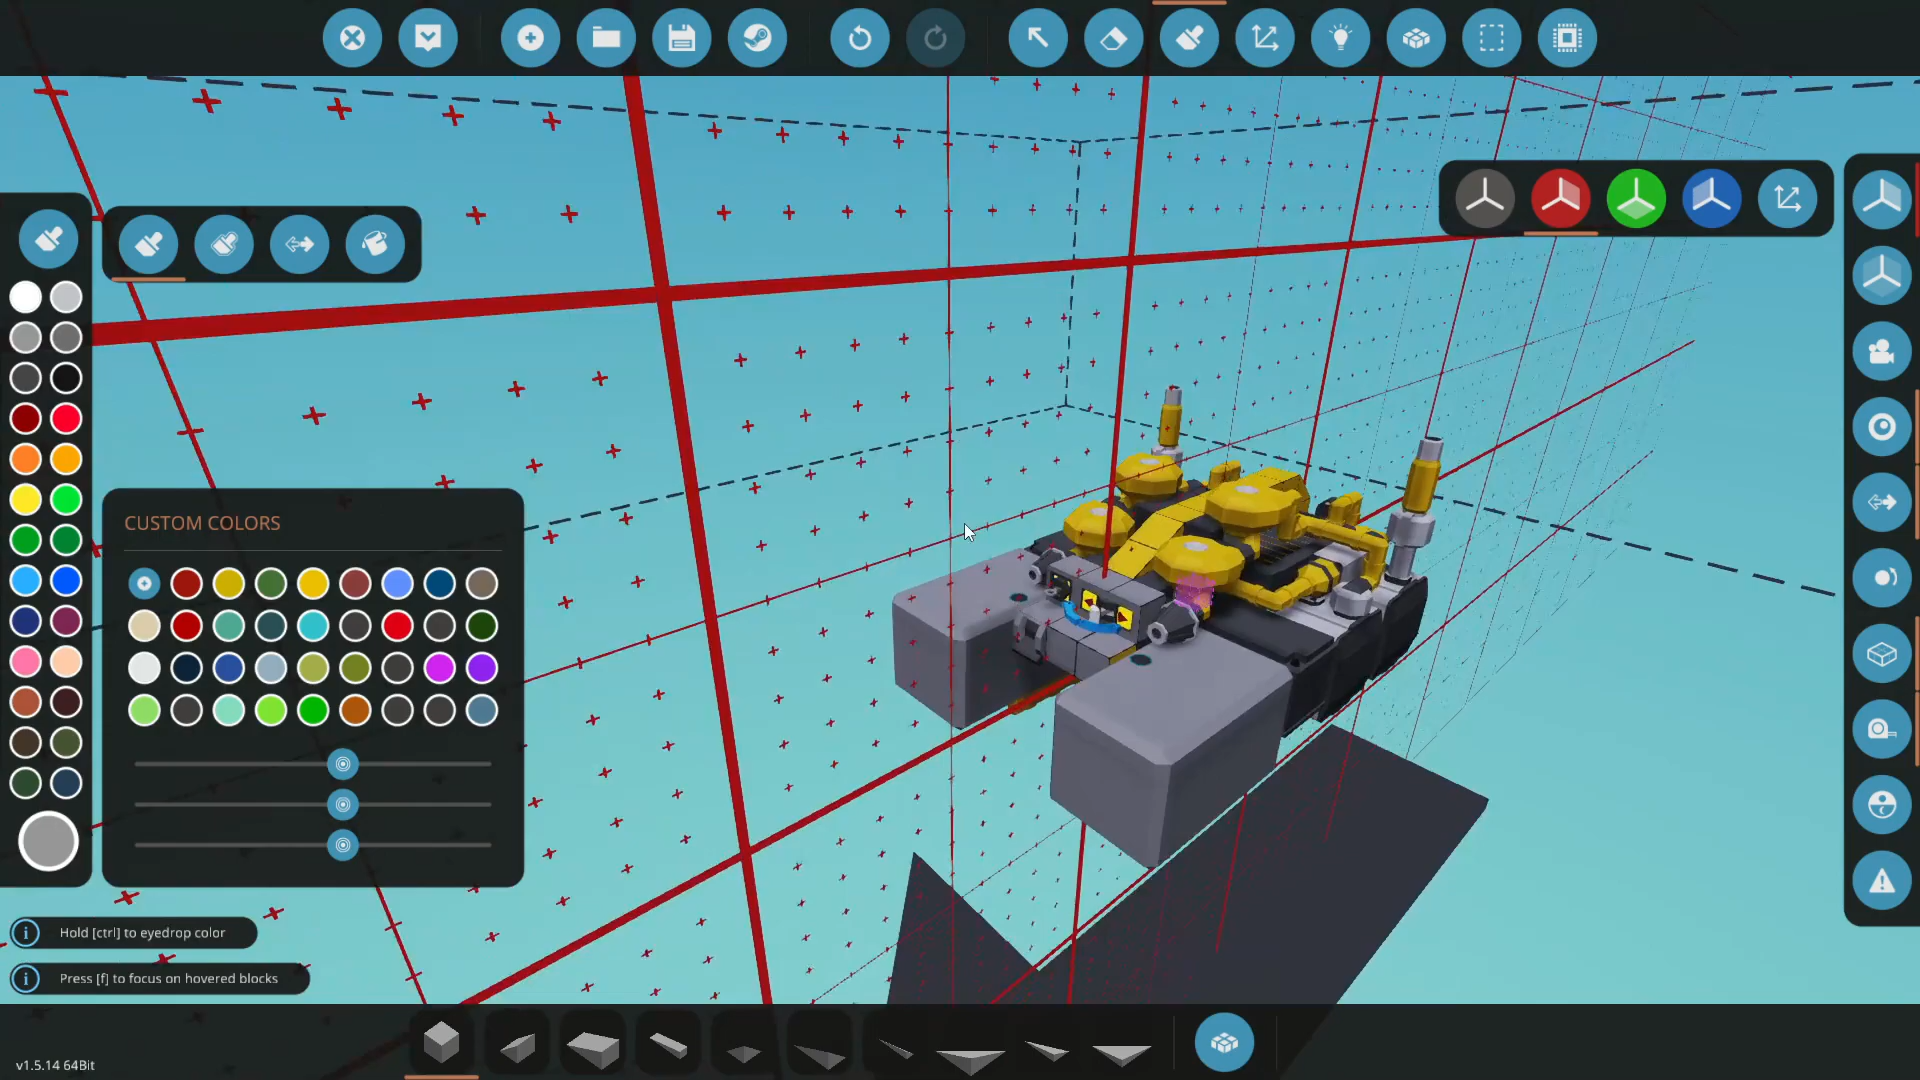 CUSTOM COLORS
Hold [ctrl] to eyedrop color
Press [f] to focus on hovered blocks
v1.5.14 64Bit